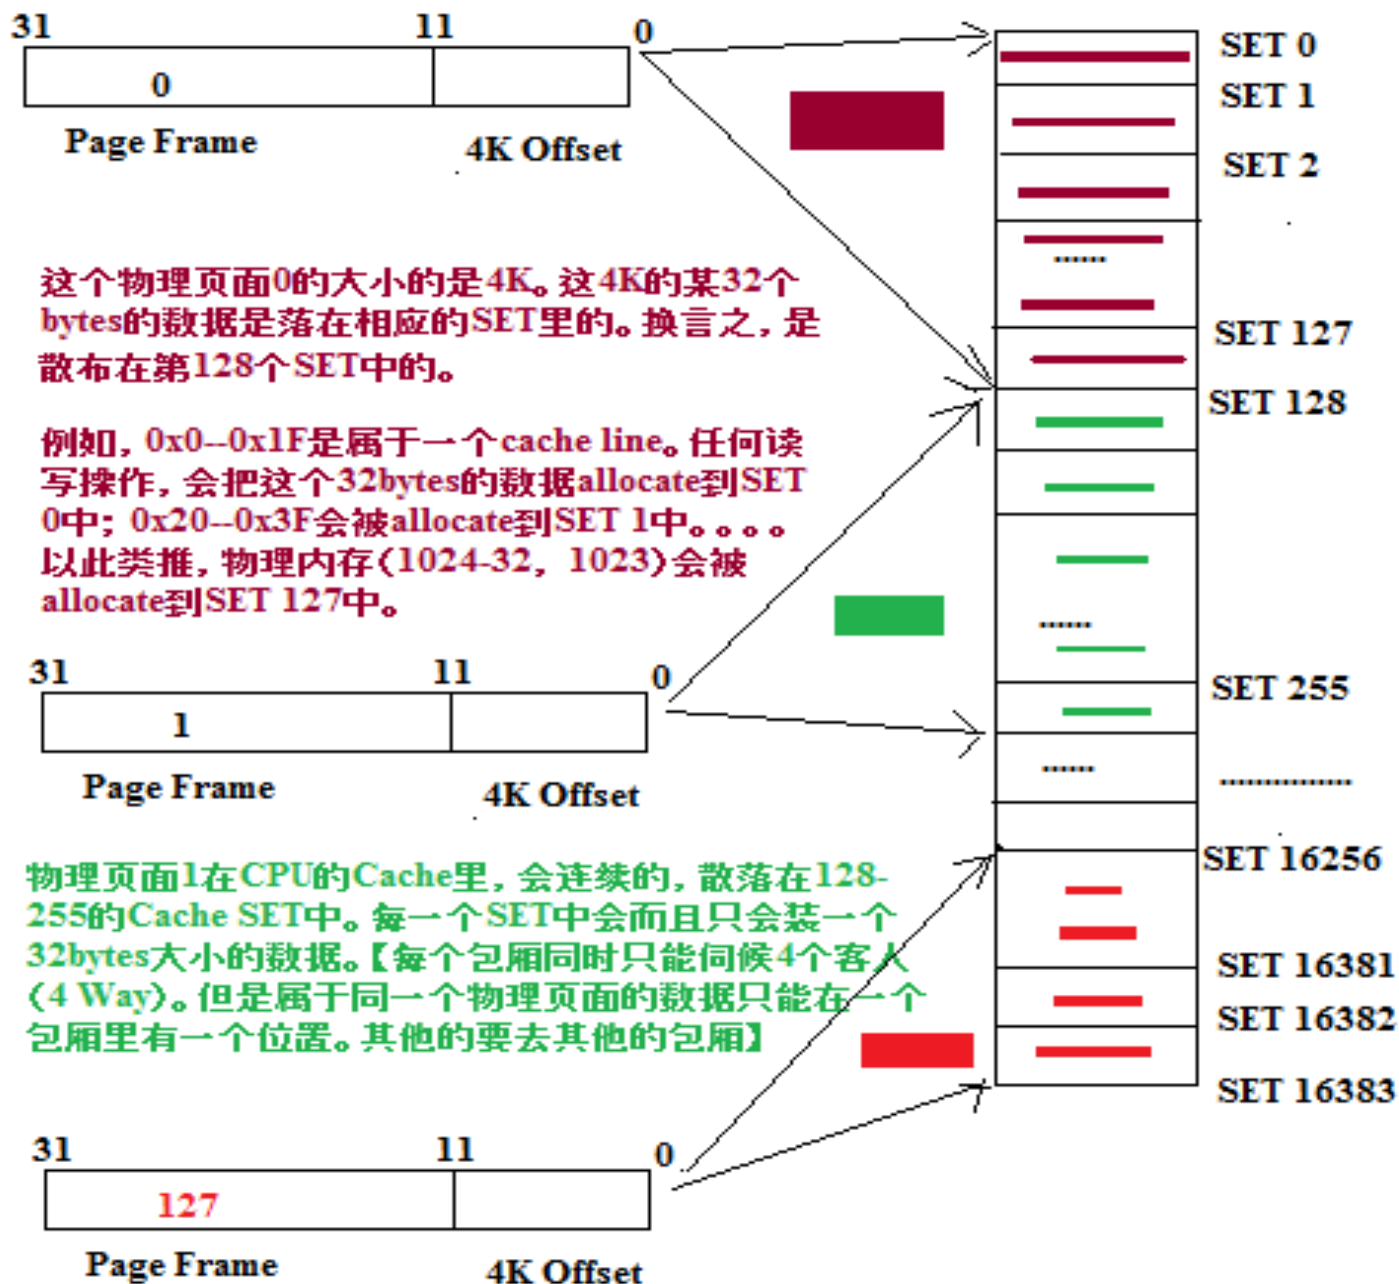 31 11 0
0
Page Frame 4K Offset
这个物理页面0的大小的是4K。这4K的某32个
bytes的数据是落在相应的SET里的。换言之，是
散布在第128个SET中的。
例如，0x0--0x1F是属于一个cache line。任何读
写操作，会把这个32bytes的数据allocate到SET
0中；0x20--0x3F会被allocate到SET 1中。。。。
以此类推，物理内存（1024-32，1023）会被
allocate到SET 127中。
31 11 0
1
Page Frame 4K Offset
物理页面1在CPU的Cache里，会连续的，散落在128-
255的Cache SET中。每一个SET中会而且只会装一个
32bytes大小的数据。【每个包厢同时只能伺候4个客人
（4 Way）。但是属于同一个物理页面的数据只能在一个
包厢里有一个位置。其他的要去其他的包厢】
31 11 0
127
Page Frame 4K Offset
SET 0
SET 1
SET 2
......
SET 127
SET 128
......
SET 255
...... ...............
SET 16256
SET 16381
SET 16382
SET 16383